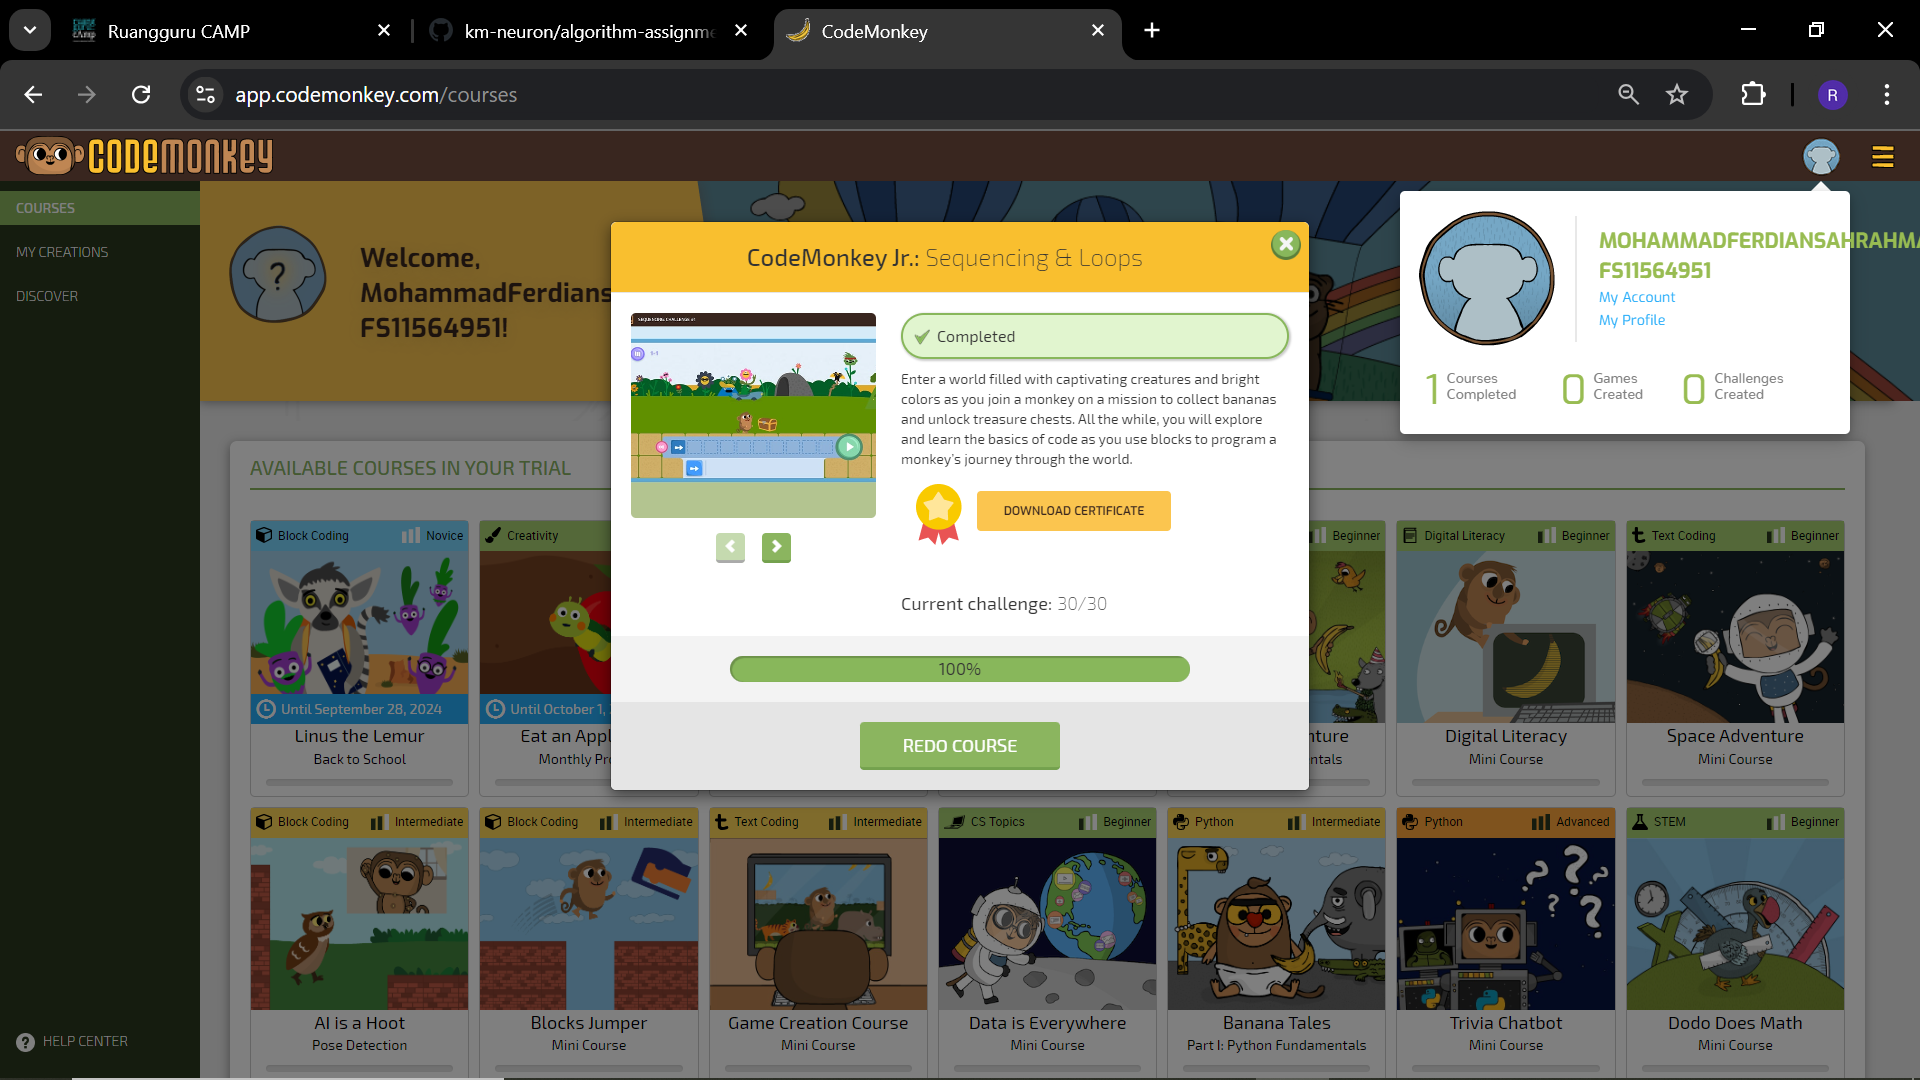 Ruangguru CAMP
km-neuron/algorithm-assignme
CodeMonkey
app.codemonkey.com/courses
R
CODEMONKEY
COURSES
MY CREATIONS
DISCOVER
HELP CENTER
?
Welcome,
MohammadFerdians
FS11564951!
MOHAMMADFERDIANSAHRAHMA
FS11564951
My Account
My Profile
1 Courses Completed
0 Games Created
0 Challenges Created
CodeMonkey Jr.: Sequencing & Loops
SEQUENCING CHALLENGE #1
Completed
Enter a world filled with captivating creatures and bright
colors as you join a monkey on a mission to collect bananas
and unlock treasure chests. All the while, you will explore
and learn the basics of code as you use blocks to program a
monkey's journey through the world.
DOWNLOAD CERTIFICATE
Current challenge: 30/30
100%
REDO COURSE
AVAILABLE COURSES IN YOUR TRIAL
Block Coding Novice
Until September 28, 2024
Linus the Lemur
Back to School
Creativity
Until October 1,
Eat an Appl
Monthly Pr
Beginner
nture
ntals
Digital Literacy Beginner
Digital Literacy
Mini Course
Text Coding Beginner
Space Adventure
Mini Course
Block Coding Intermediate
AI is a Hoot
Pose Detection
Block Coding Intermediate
Blocks Jumper
Mini Course
Text Coding Intermediate
Game Creation Course
Mini Course
CS Topics Beginner
Data is Everywhere
Mini Course
Python Intermediate
Banana Tales
Part I: Python Fundamentals
Python Advanced
Trivia Chatbot
Mini Course
STEM Beginner
Dodo Does Math
Mini Course